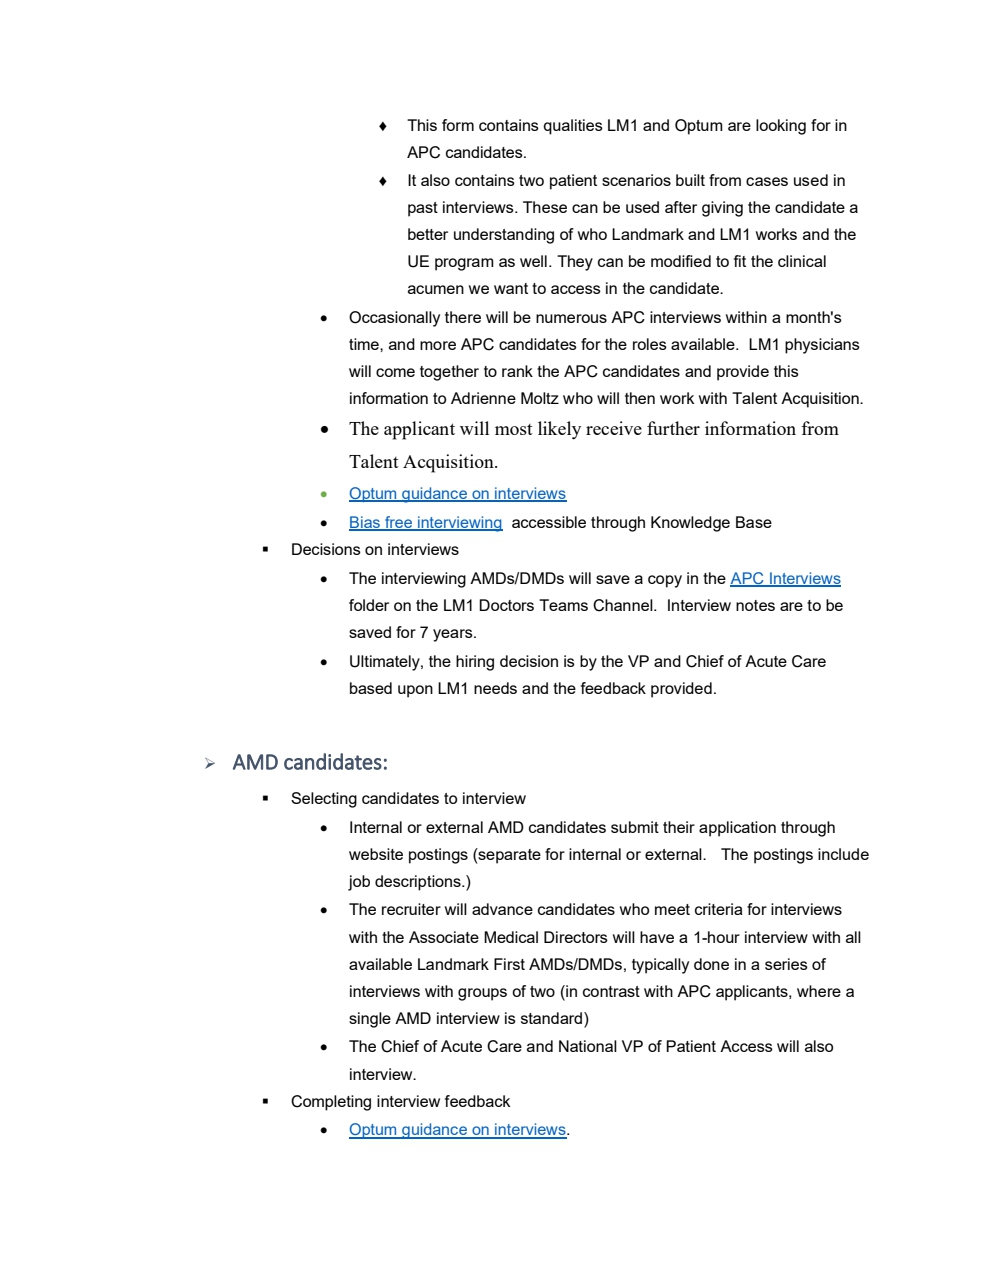 ♦ This form contains qualities LM1 and Optum are looking for in
APC candidates.
♦ It also contains two patient scenarios built from cases used in
past interviews. These can be used after giving the candidate a
better understanding of who Landmark and LM1 works and the
UE program as well. They can be modified to fit the clinical
acumen we want to access in the candidate.
• Occasionally there will be numerous APC interviews within a month's
time, and more APC candidates for the roles available.  LM1 physicians
will come together to rank the APC candidates and provide this
information to Adrienne Moltz who will then work with Talent Acquisition.
• The applicant will most likely receive further information from
Talent Acquisition.
• Optum guidance on interviews
• Bias free interviewing  accessible through Knowledge Base
▪ Decisions on interviews
• The interviewing AMDs/DMDs will save a copy in the APC Interviews
folder on the LM1 Doctors Teams Channel.  Interview notes are to be
saved for 7 years.
• Ultimately, the hiring decision is by the VP and Chief of Acute Care
based upon LM1 needs and the feedback provided.
➢ AMD candidates:
▪ Selecting candidates to interview
• Internal or external AMD candidates submit their application through
website postings (separate for internal or external.   The postings include
job descriptions.)
• The recruiter will advance candidates who meet criteria for interviews
with the Associate Medical Directors will have a 1-hour interview with all
available Landmark First AMDs/DMDs, typically done in a series of
interviews with groups of two (in contrast with APC applicants, where a
single AMD interview is standard)
• The Chief of Acute Care and National VP of Patient Access will also
interview.
▪ Completing interview feedback
• Optum guidance on interviews.